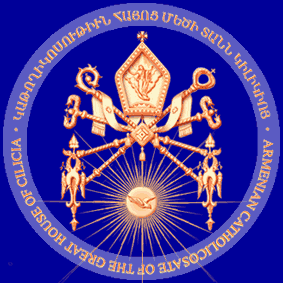 ԿԱԹՈՂԻԿՈՍՈՒԹԻՒՆ ՀԱՅՈՑ ՄԵԾԻ ՏԱՆՆ ԿԻԼԻԿԻՈՅ
ARMENIAN CATHOLICOSATE OF THE GREAT HOUSE OF CILICIA